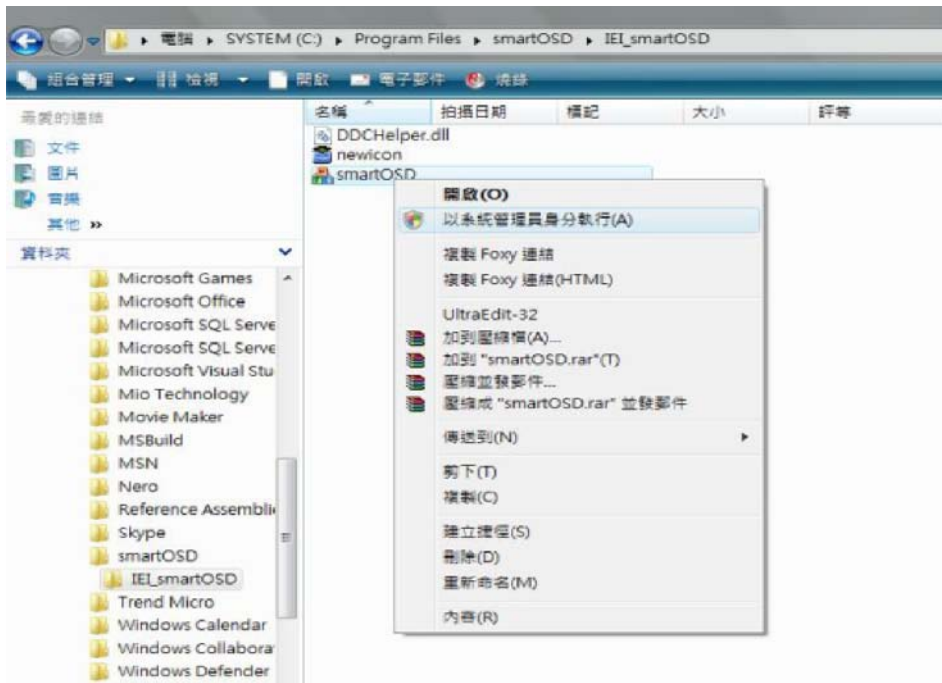 電腦 ▸ SYSTEM (C:) ▸ Program Files ▸ smartOSD ▸ IEI_smartOSD
組合管理 檢視 開啟 電子郵件 燒錄
名稱 拍攝日期 標記 大小 評等
最愛的連結
文件
圖片
音樂
其他 »
資料夾
Microsoft Games
Microsoft Office
Microsoft SQL Serve
Microsoft SQL Serve
Microsoft Visual Stu
Mio Technology
Movie Maker
MSBuild
MSN
Nero
Reference Assembli
Skype
smartOSD
IEI_smartOSD
Trend Micro
Windows Calendar
Windows Collabora
Windows Defender
DDCHelper.dll
newicon
smartOSD
開啟(O)
以系統管理員身分執行(A)
複製 Foxy 連結
複製 Foxy 連結(HTML)
UltraEdit-32
加到壓縮檔(A)...
加到 "smartOSD.rar"(T)
壓縮並發郵件...
壓縮成 "smartOSD.rar" 並發郵件
傳送到(N)
剪下(T)
複製(C)
建立捷徑(S)
刪除(D)
重新命名(M)
內容(R)